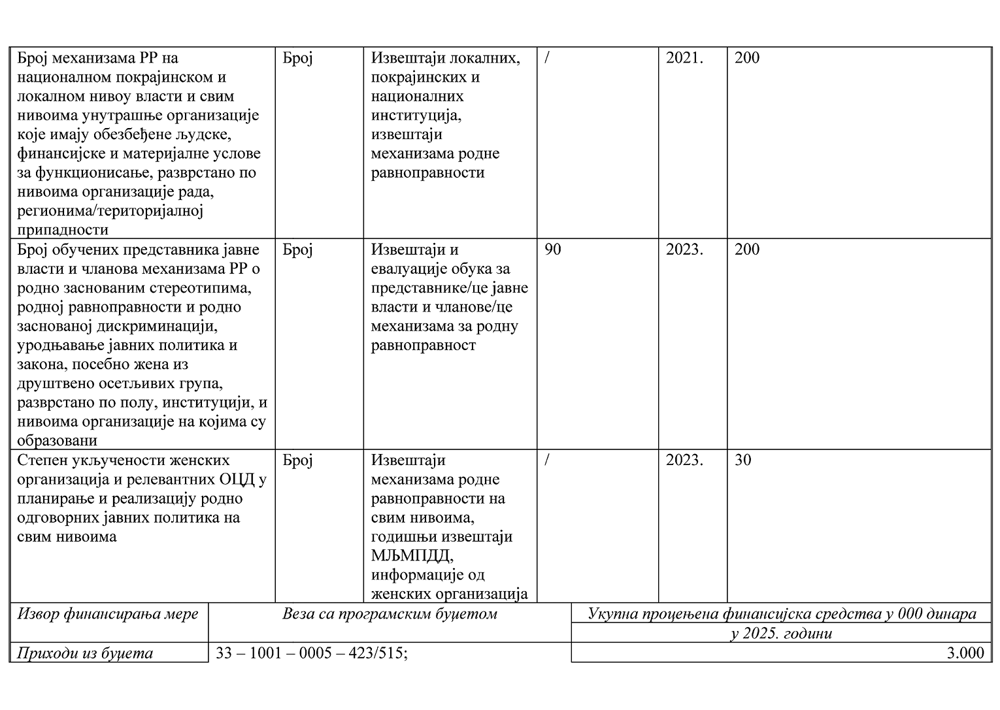 Број механизама РР на
националном покрајинском и
локалном нивоу власти и свим
нивоима унутрашње организације
које имају обезбеђене људске,
финансијске и материјалне услове
за функционисање, разврстано по
нивоима организације рада,
регионима/територијалној
припадности
Број
Извештаји локалних,
покрајинских и
националних
институција,
извештаји
механизама родне
равноправности
/
2021.
200
Број обучених представника јавне
власти и чланова механизама РР о
родно заснованим стереотипима,
родној равноправности и родно
заснованој дискриминацији,
уродњавање јавних политика и
закона, посебно жена из
друштвено осетљивих група,
разврстано по полу, институцији, и
нивоима организације на којима су
образовани
Број
Извештаји и
евалуације обука за
представнике/це јавне
власти и чланове/це
механизама за родну
равноправност
90
2023.
200
Степен укључености женских
организација и релевантних ОЦД у
планирање и реализацију родно
одговорних јавних политика на
свим нивоима
Број
Извештаји
механизама родне
равноправности на
свим нивоима,
годишњи извештаји
МЉМПДД,
информације од
женских организација
/
2023.
30
Извор финансирања мере
Веза са програмским буџетом
Укупна процењена финансијска средства у 000 динара
у 2025. години
Приходи из буџета
33 – 1001 – 0005 – 423/515;
3.000